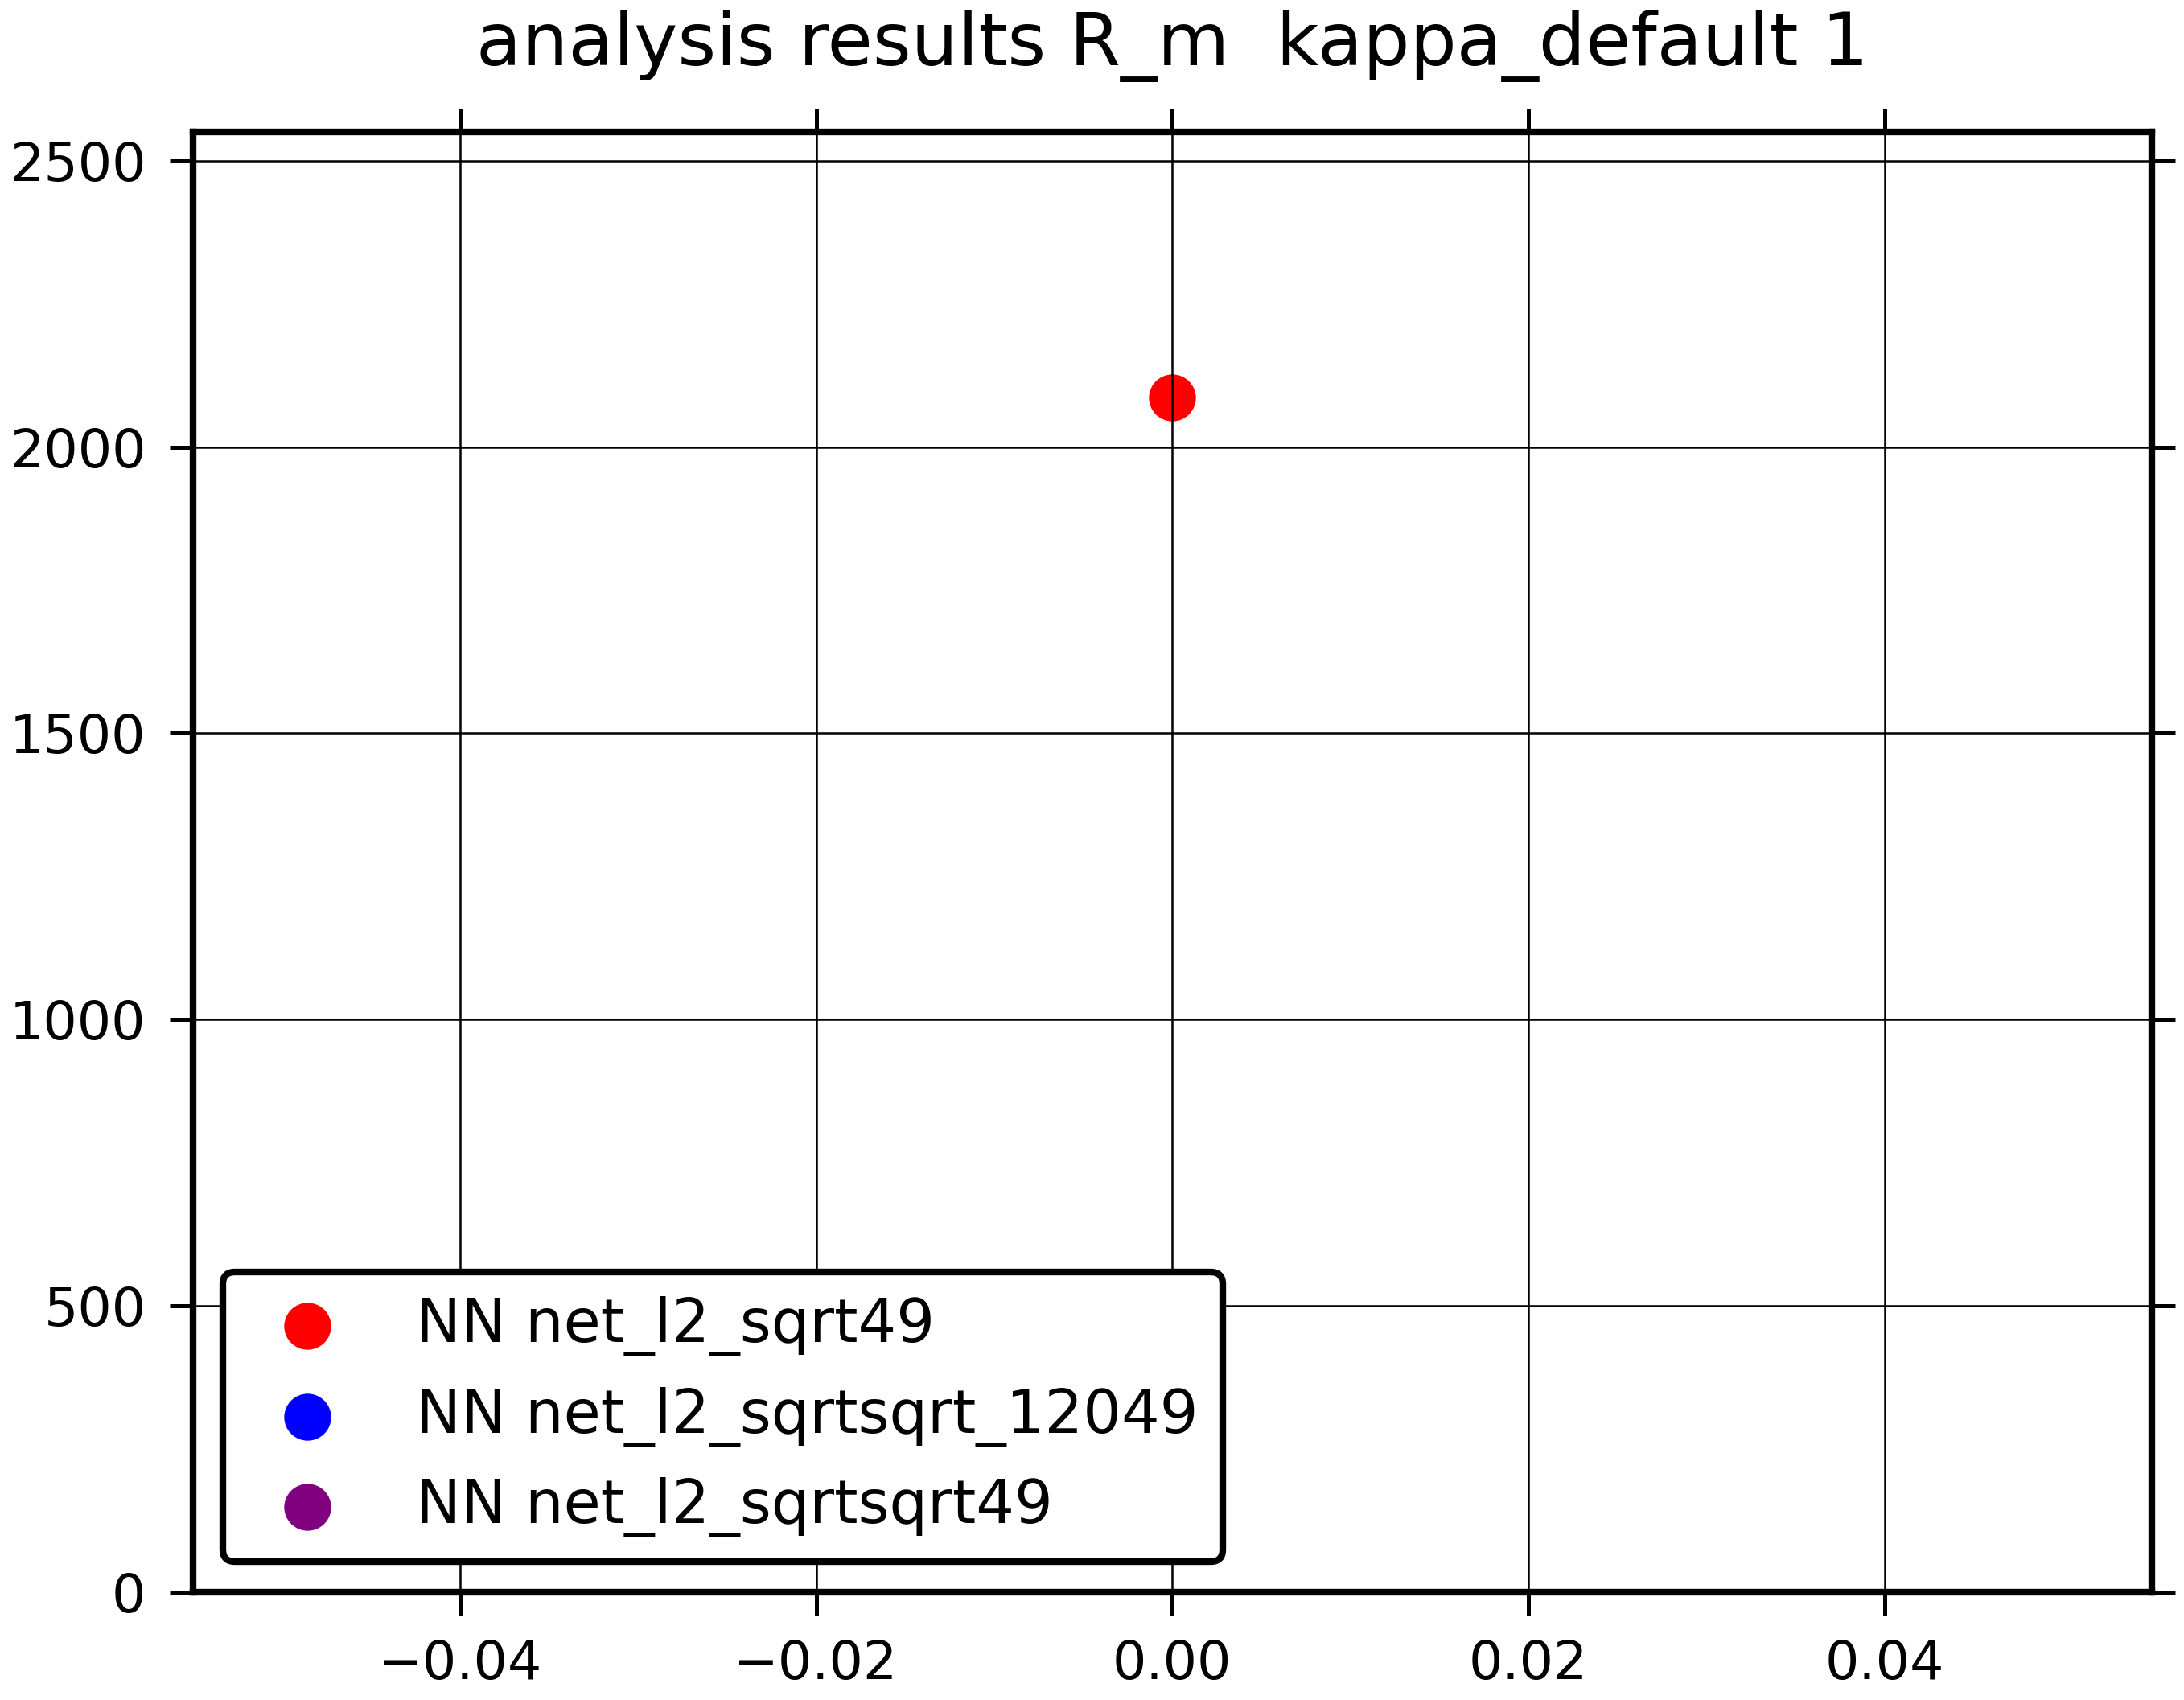 analysis results R_m  kappa_default 1
2500
2000
1500
1000
500
0
NN net_l2_sqrt49
NN net_l2_sqrtsqrt_12049
NN net_l2_sqrtsqrt49
−0.04 −0.02 0.00 0.02 0.04